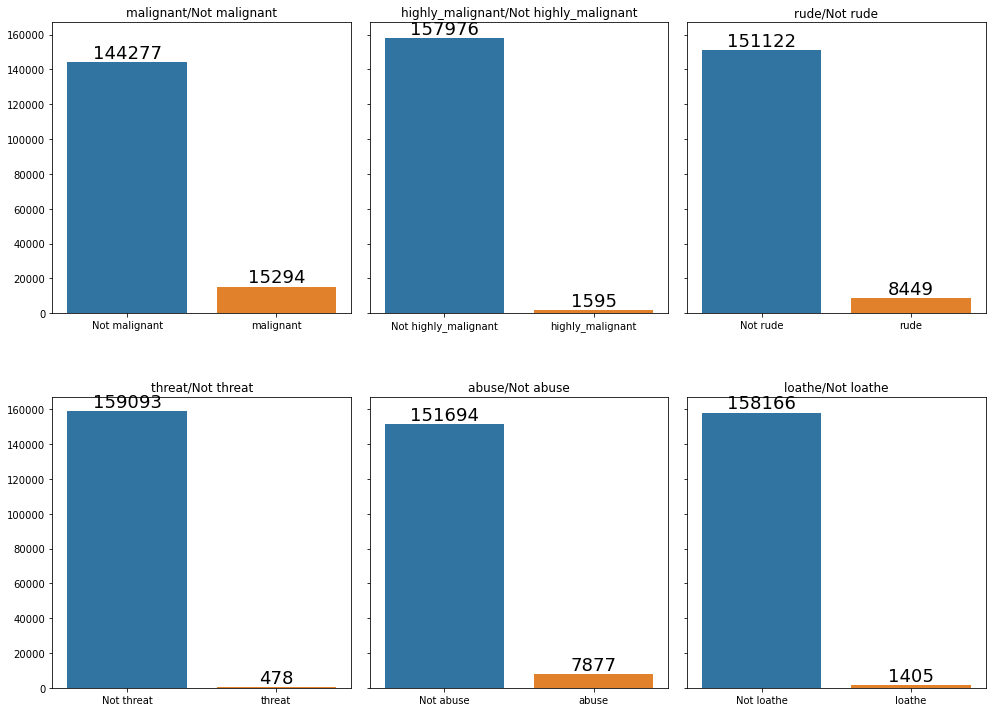 malignant/Not malignant
highly_malignant/Not highly_malignant
rude/Not rude
160000
140000
120000
100000
80000
60000
40000
20000
0
144277
15294
157976
1595
151122
8449
Not malignant
malignant
Not highly_malignant
highly_malignant
Not rude
rude
threat/Not threat
abuse/Not abuse
loathe/Not loathe
160000
140000
120000
100000
80000
60000
40000
20000
0
159093
478
151694
7877
158166
1405
Not threat
threat
Not abuse
abuse
Not loathe
loathe